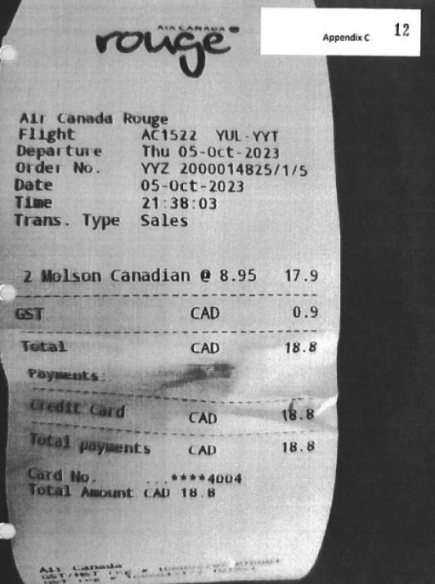 AIR CANADA
rouge
Appendix C 12
Air Canada Rouge
Flight AC1522 YUL-YYT
Departure Thu 05-Oct-2023
Order No. YYZ 2000014825/1/5
Date 05-Oct-2023
Time 21:38:03
Trans. Type Sales
2 Molson Canadian @ 8.95 17.9
GST CAD 0.9
Total CAD 18.8
Payments:
Credit Card CAD 18.8
Total payments CAD 18.8
Card No. ...****4004
Total Amount CAD 18.8
Air Canada
GST/HST